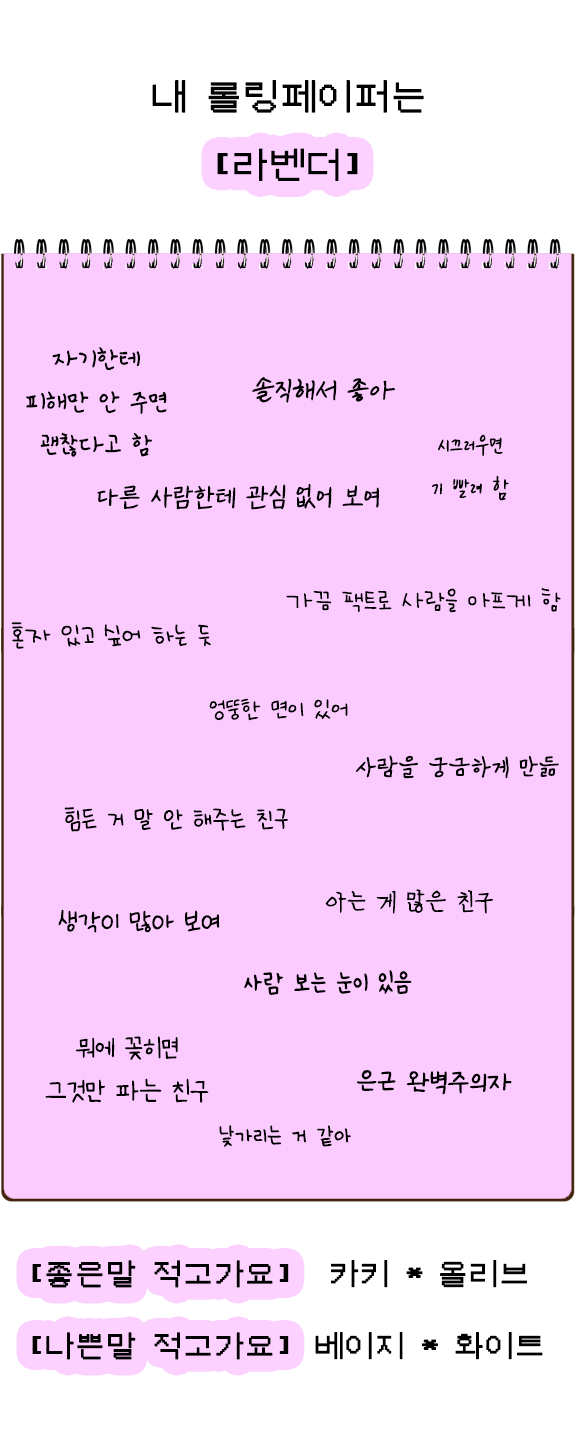 내 롤링페이퍼는
[라벤더]
자기한테
피해만 안 주면
괜찮다고 함
솔직해서 좋아
시끄러우면
기 빨려 함
다른 사람한테 관심 없어 보여
가끔 팩트로 사람을 아프게 함
혼자 있고 싶어 하는 듯
엉뚱한 면이 있어
사람을 궁금하게 만듦
힘든 거 말 안 해주는 친구
아는 게 많은 친구
생각이 많아 보여
사람 보는 눈이 있음
뭐에 꽂히면
그것만 파는 친구
은근 완벽주의자
낯가리는 거 같아
[좋은말 적고가요] 카키 * 올리브
[나쁜말 적고가요] 베이지 * 화이트